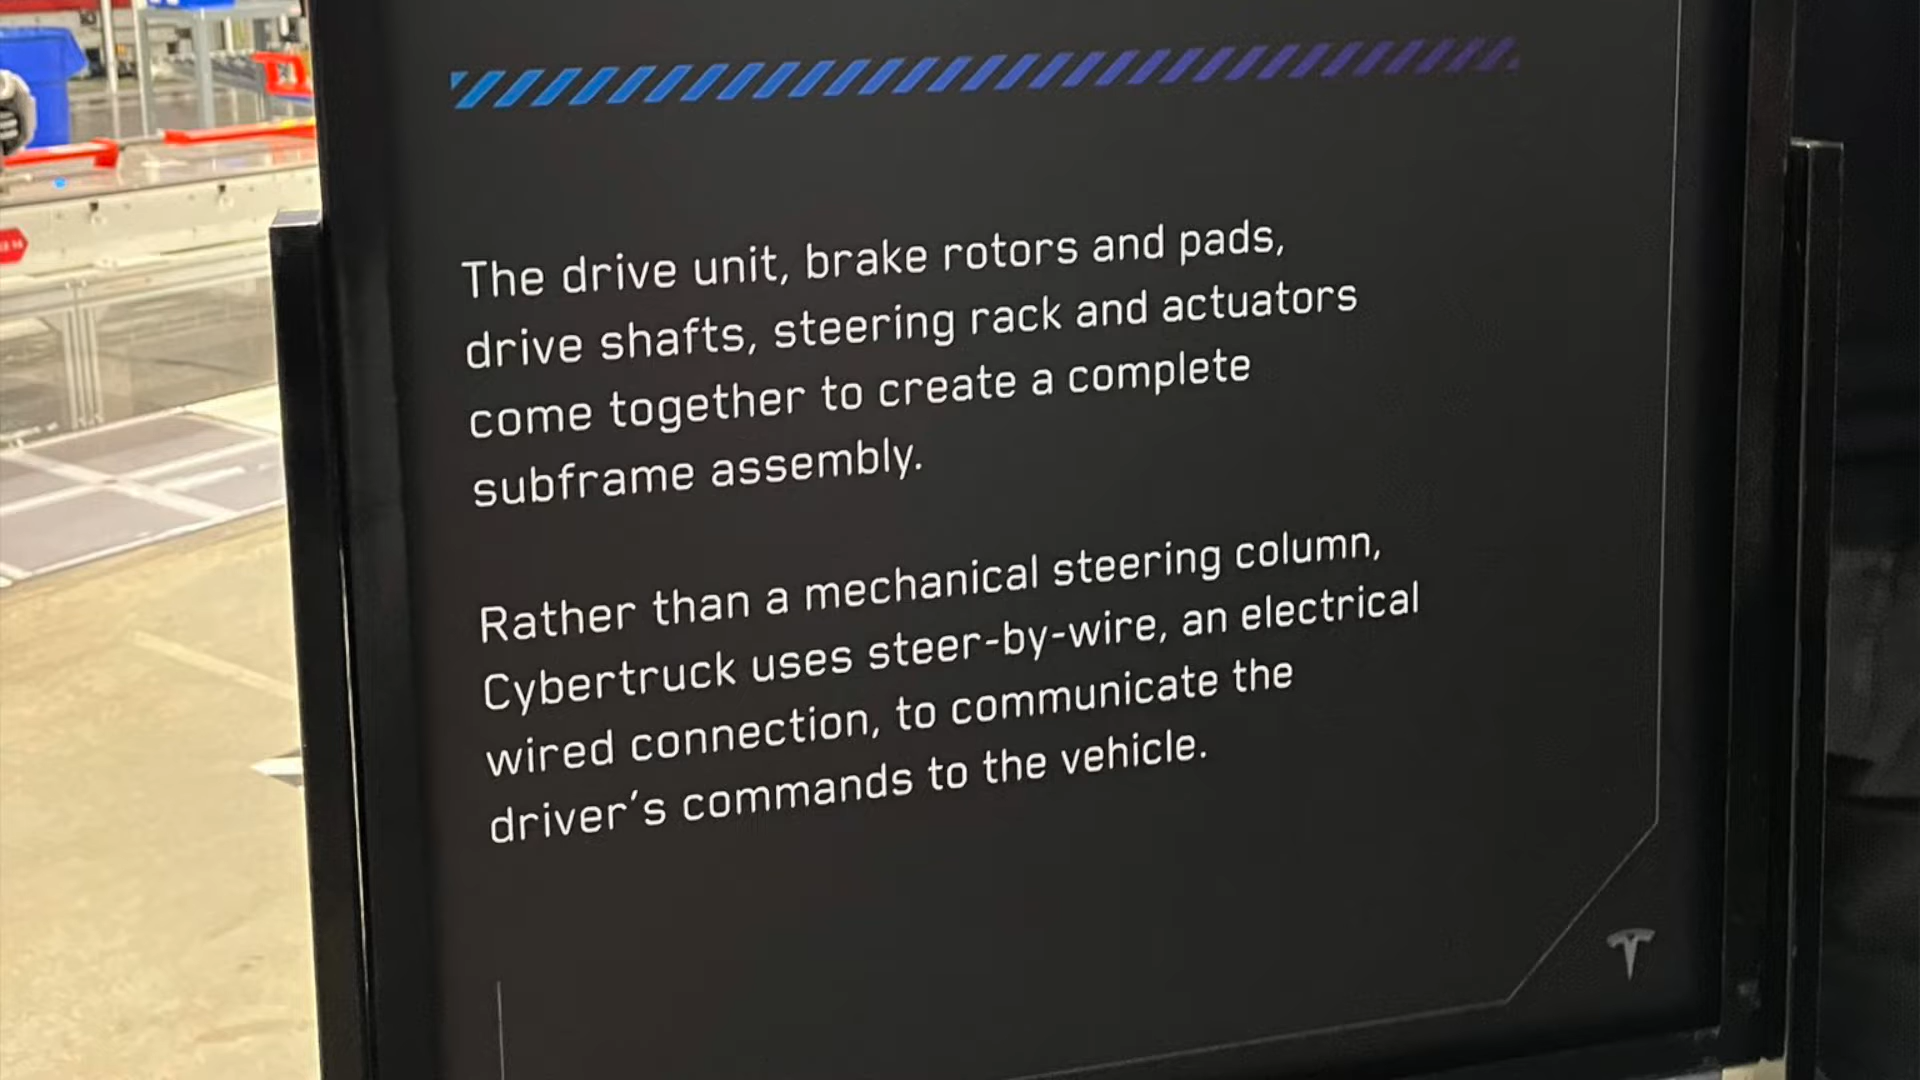 The drive unit, brake rotors and pads,
drive shafts, steering rack and actuators
come together to create a complete
subframe assembly.
Rather than a mechanical steering column,
Cybertruck uses steer-by-wire, an electrical
wired connection, to communicate the
driver's commands to the vehicle.